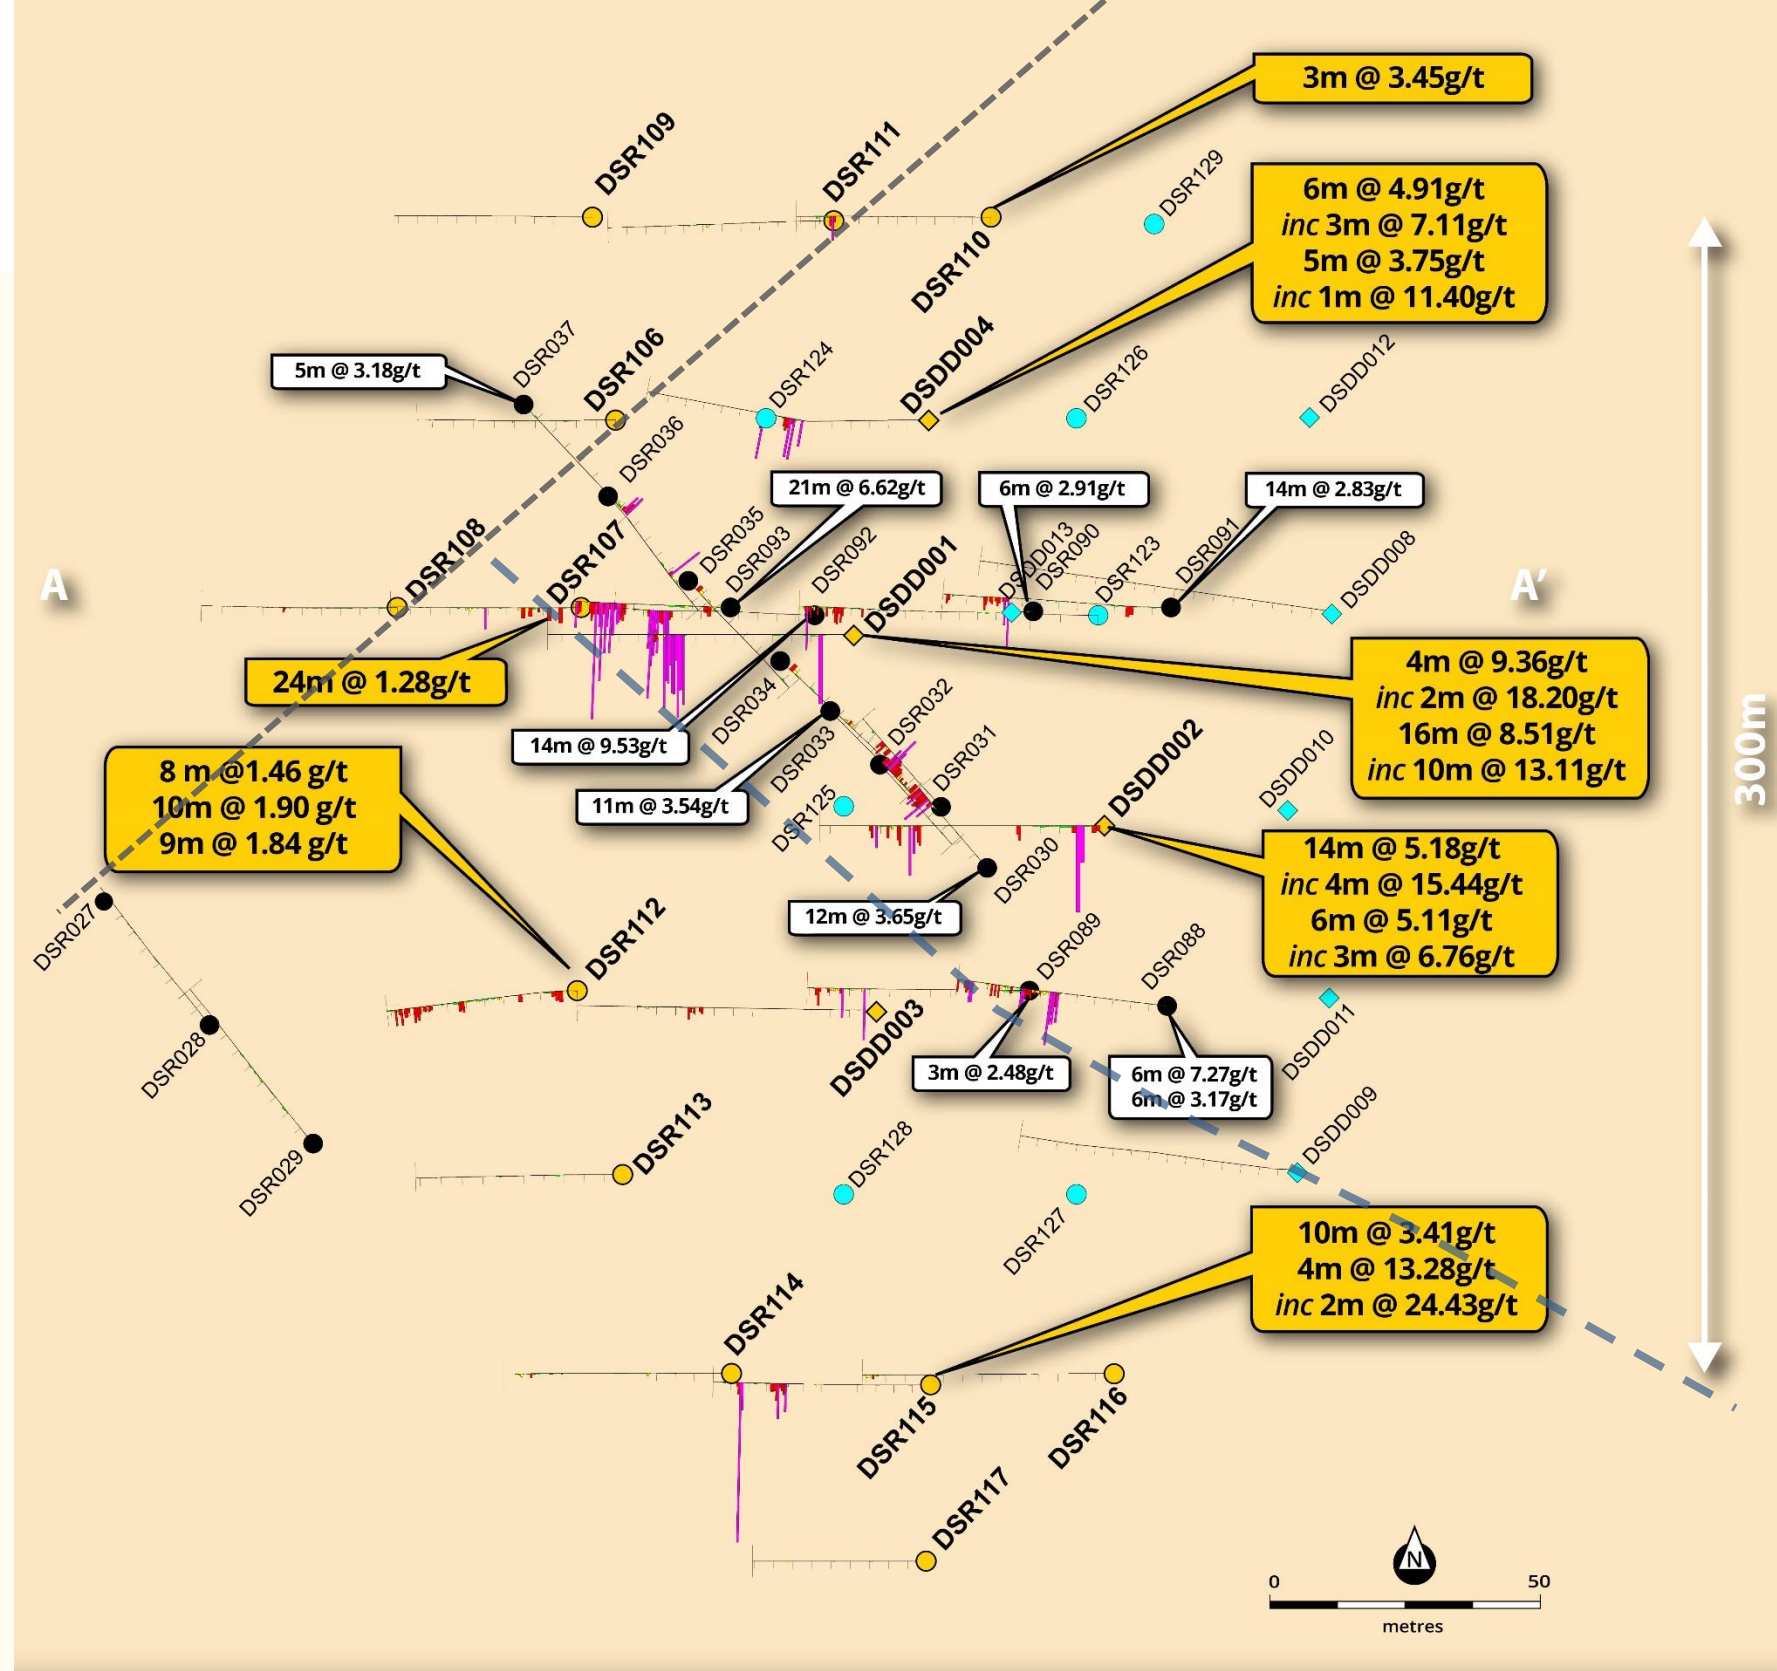 3m @ 3.45g/t
DSR109
DSR111
DSR129
DSR110
6m @ 4.91g/t
inc 3m @ 7.11g/t
5m @ 3.75g/t
inc 1m @ 11.40g/t
DSR037
5m @ 3.18g/t
DSR106
DSR124
DSDD004
DSR126
DSDD012
DSR036
21m @ 6.62g/t
6m @ 2.91g/t
14m @ 2.83g/t
A
DSR108
DSR107
DSR035
DSR093
DSR092
DSDD001
DSDD013
DSR090
DSR123
DSR091
DSDD008
A’
24m @ 1.28g/t
14m @ 9.53g/t
DSR034
DSR033
DSR032
DSR031
DSDD002
DSDD010
4m @ 9.36g/t
inc 2m @ 18.20g/t
16m @ 8.51g/t
inc 10m @ 13.11g/t
300m
8 m @1.46 g/t
10m @ 1.90 g/t
9m @ 1.84 g/t
11m @ 3.54g/t
DSR125
DSR030
14m @ 5.18g/t
inc 4m @ 15.44g/t
6m @ 5.11g/t
inc 3m @ 6.76g/t
12m @ 3.65g/t
DSR027
DSR112
DSR089
DSR088
DSDD011
DSR028
DSDD003
3m @ 2.48g/t
6m @ 7.27g/t
6m @ 3.17g/t
DSR029
DSR113
DSR128
DSR127
DSDD009
10m @ 3.41g/t
4m @ 13.28g/t
inc 2m @ 24.43g/t
DSR114
DSR115
DSR116
DSR117
N
0 50
metres